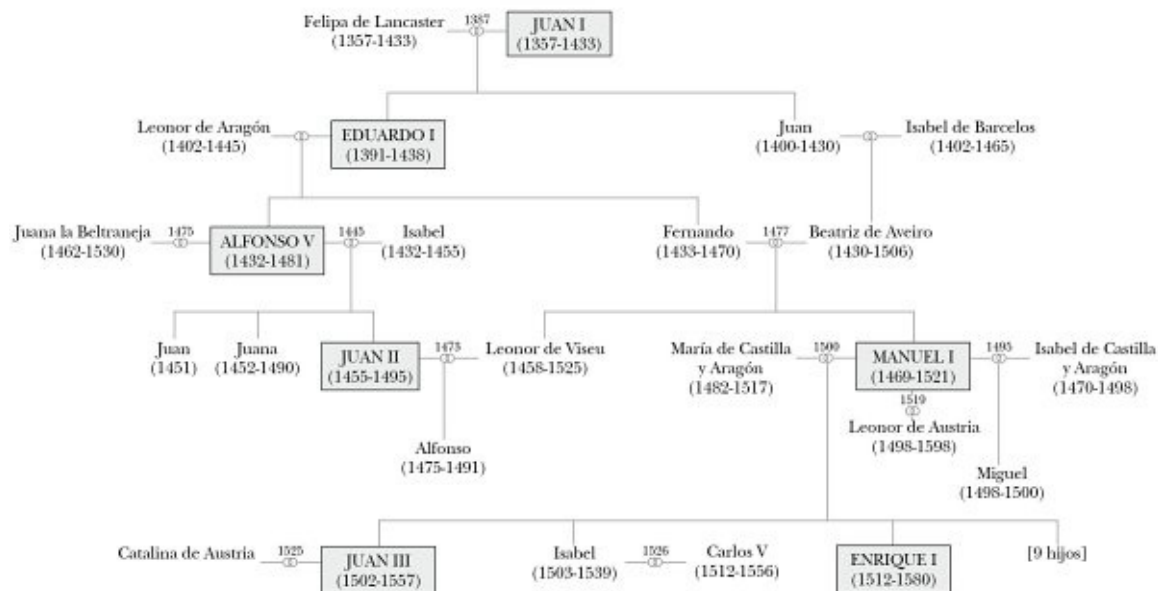 Felipa de Lancaster
(1357-1433)
1387
JUAN I
(1357-1433)
Leonor de Aragón
(1402-1445)
EDUARDO I
(1391-1438)
Juan
(1400-1430)
Isabel de Barcelos
(1402-1465)
Juana la Beltraneja
(1462-1530)
1475
ALFONSO V
(1432-1481)
1445
Isabel
(1432-1455)
Fernando
(1433-1470)
1477
Beatriz de Aveiro
(1430-1506)
Juan
(1451)
Juana
(1452-1490)
JUAN II
(1455-1495)
1473
Leonor de Viseu
(1458-1525)
María de Castilla
y Aragón
(1482-1517)
1500
MANUEL I
(1469-1521)
1495
Isabel de Castilla
y Aragón
(1470-1498)
1519
Leonor de Austria
(1498-1598)
Alfonso
(1475-1491)
Miguel
(1498-1500)
Catalina de Austria
1525
JUAN III
(1502-1557)
Isabel
(1503-1539)
1526
Carlos V
(1512-1556)
ENRIQUE I
(1512-1580)
[9 hijos]